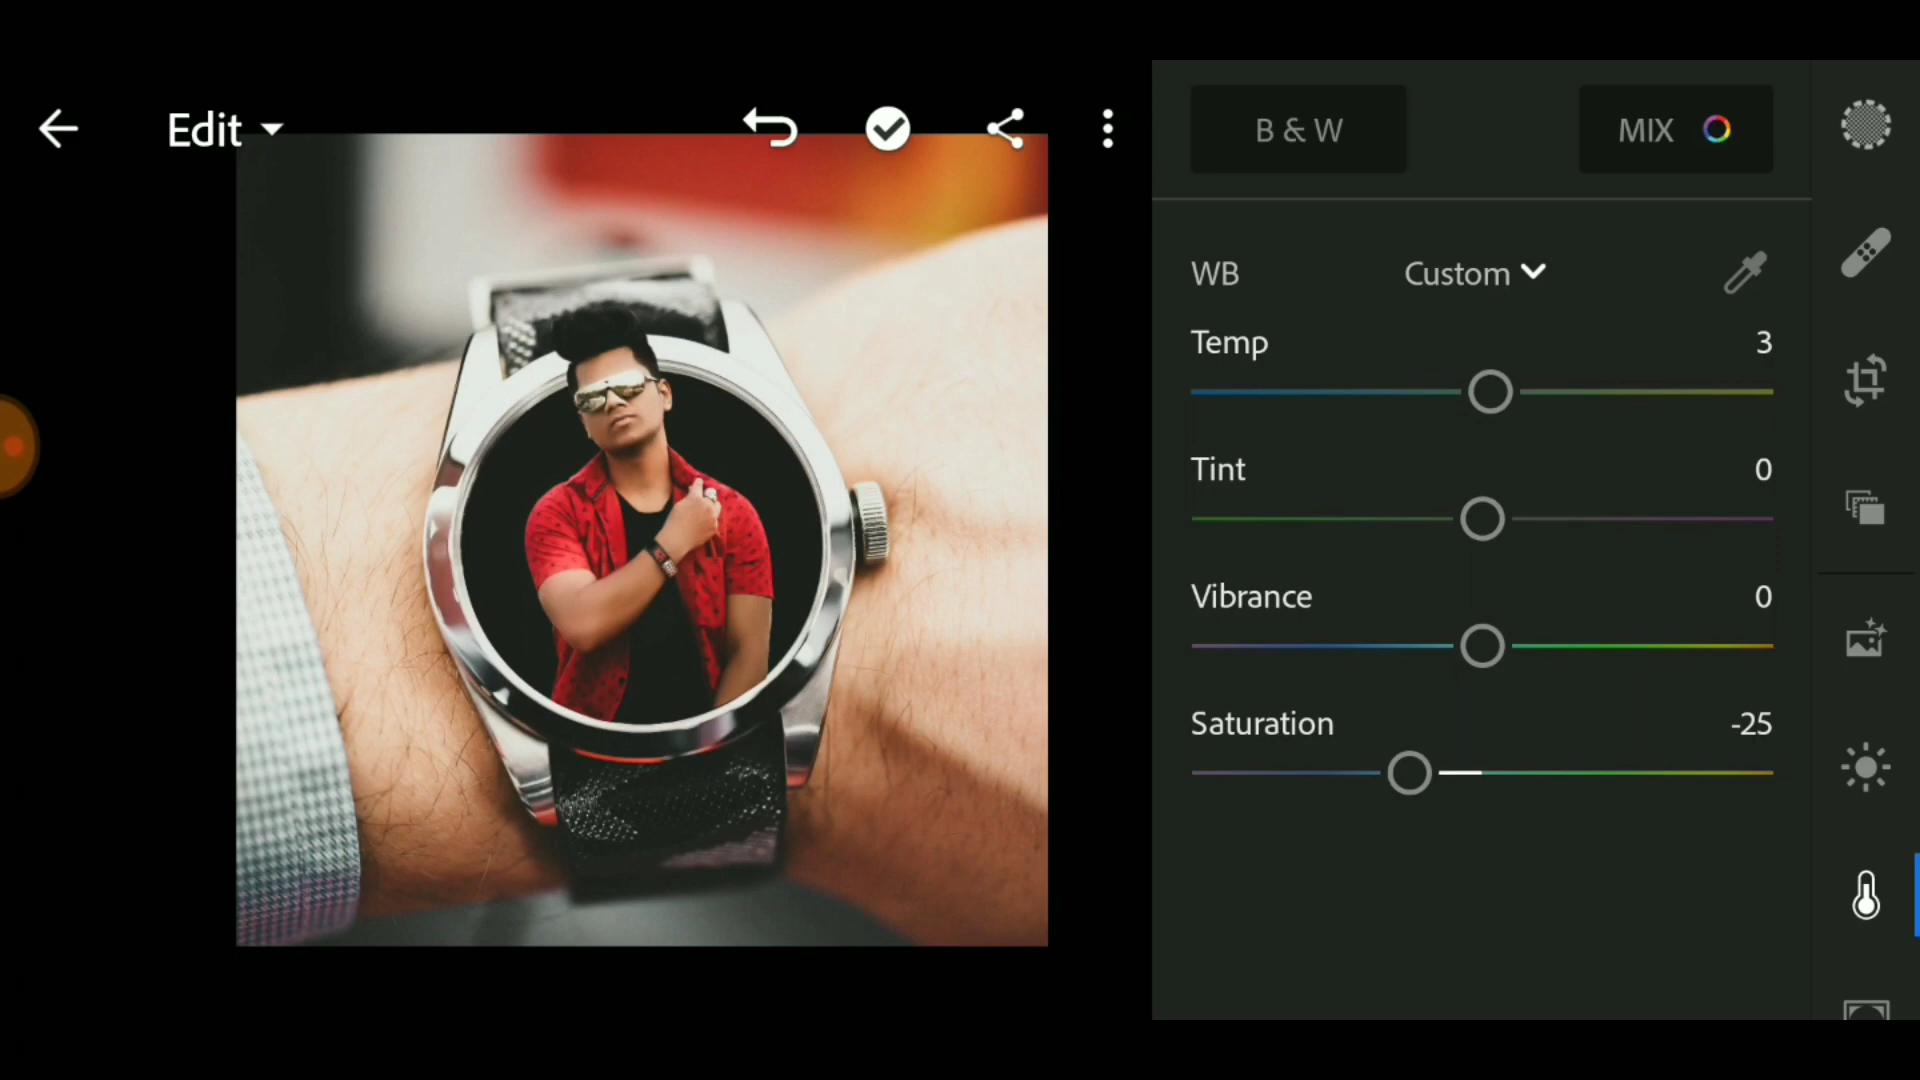 Edit
B & W
MIX
WB
Custom
Temp
3
Tint
0
Vibrance
0
Saturation
-25